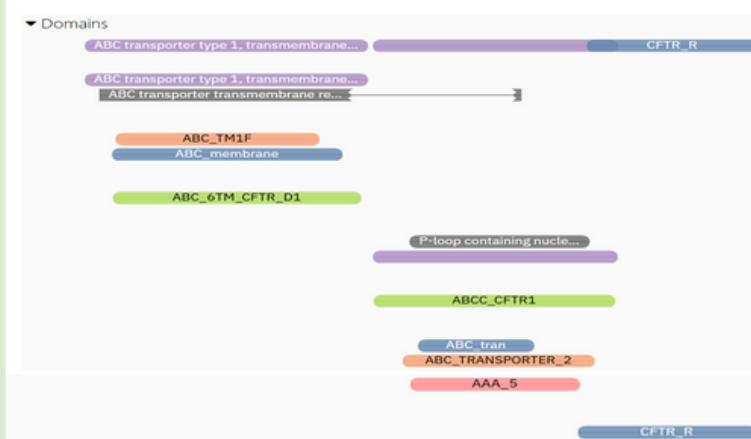 Domains
ABC transporter type 1, transmembrane... CFTR_R
ABC transporter type 1, transmembrane...
ABC transporter transmembrane re...
ABC_TM1F
ABC_membrane
ABC_6TM_CFTR_D1
P-loop containing nucle...
ABCC_CFTR1
ABC_tran
ABC_TRANSPORTER_2
AAA_5
CFTR_R